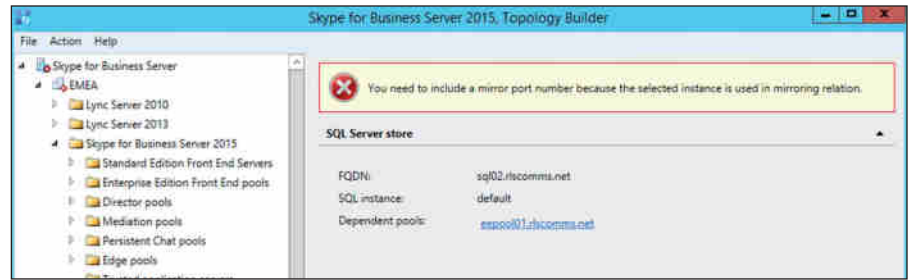 Skype for Business Server 2015, Topology Builder
File Action Help
Skype for Business Server
EMEA
Lync Server 2010
Lync Server 2013
Skype for Business Server 2015
Standard Edition Front End Servers
Enterprise Edition Front End pools
Director pools
Mediation pools
Persistent Chat pools
Edge pools
Trusted application servers
You need to include a mirror port number because the selected instance is used in mirroring relation.
SQL Server store
FQDN: sql02.rlscomms.net
SQL instance: default
Dependent pools: eepool01.rlscomms.net